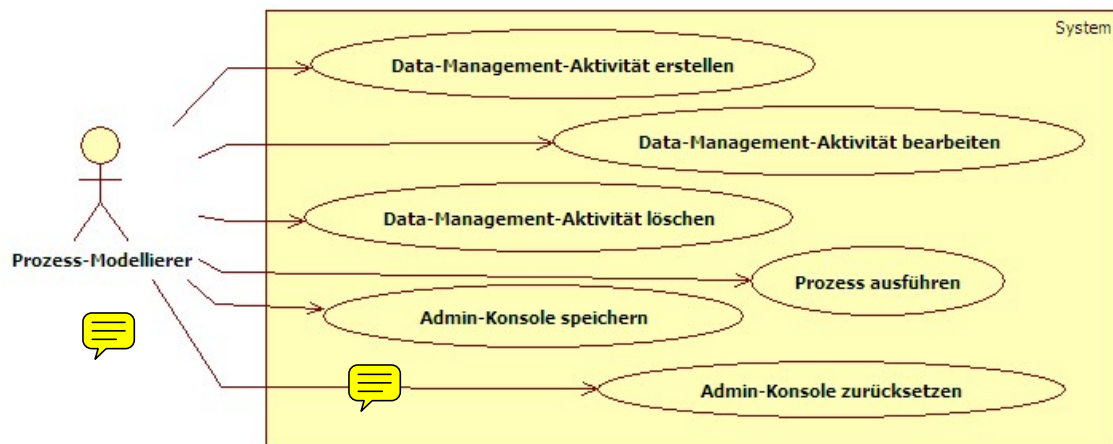 System
Data-Management-Aktivität erstellen
Data-Management-Aktivität bearbeiten
Data-Management-Aktivität löschen
Prozess-Modellierer
Prozess ausführen
Admin-Konsole speichern
Admin-Konsole zurücksetzen